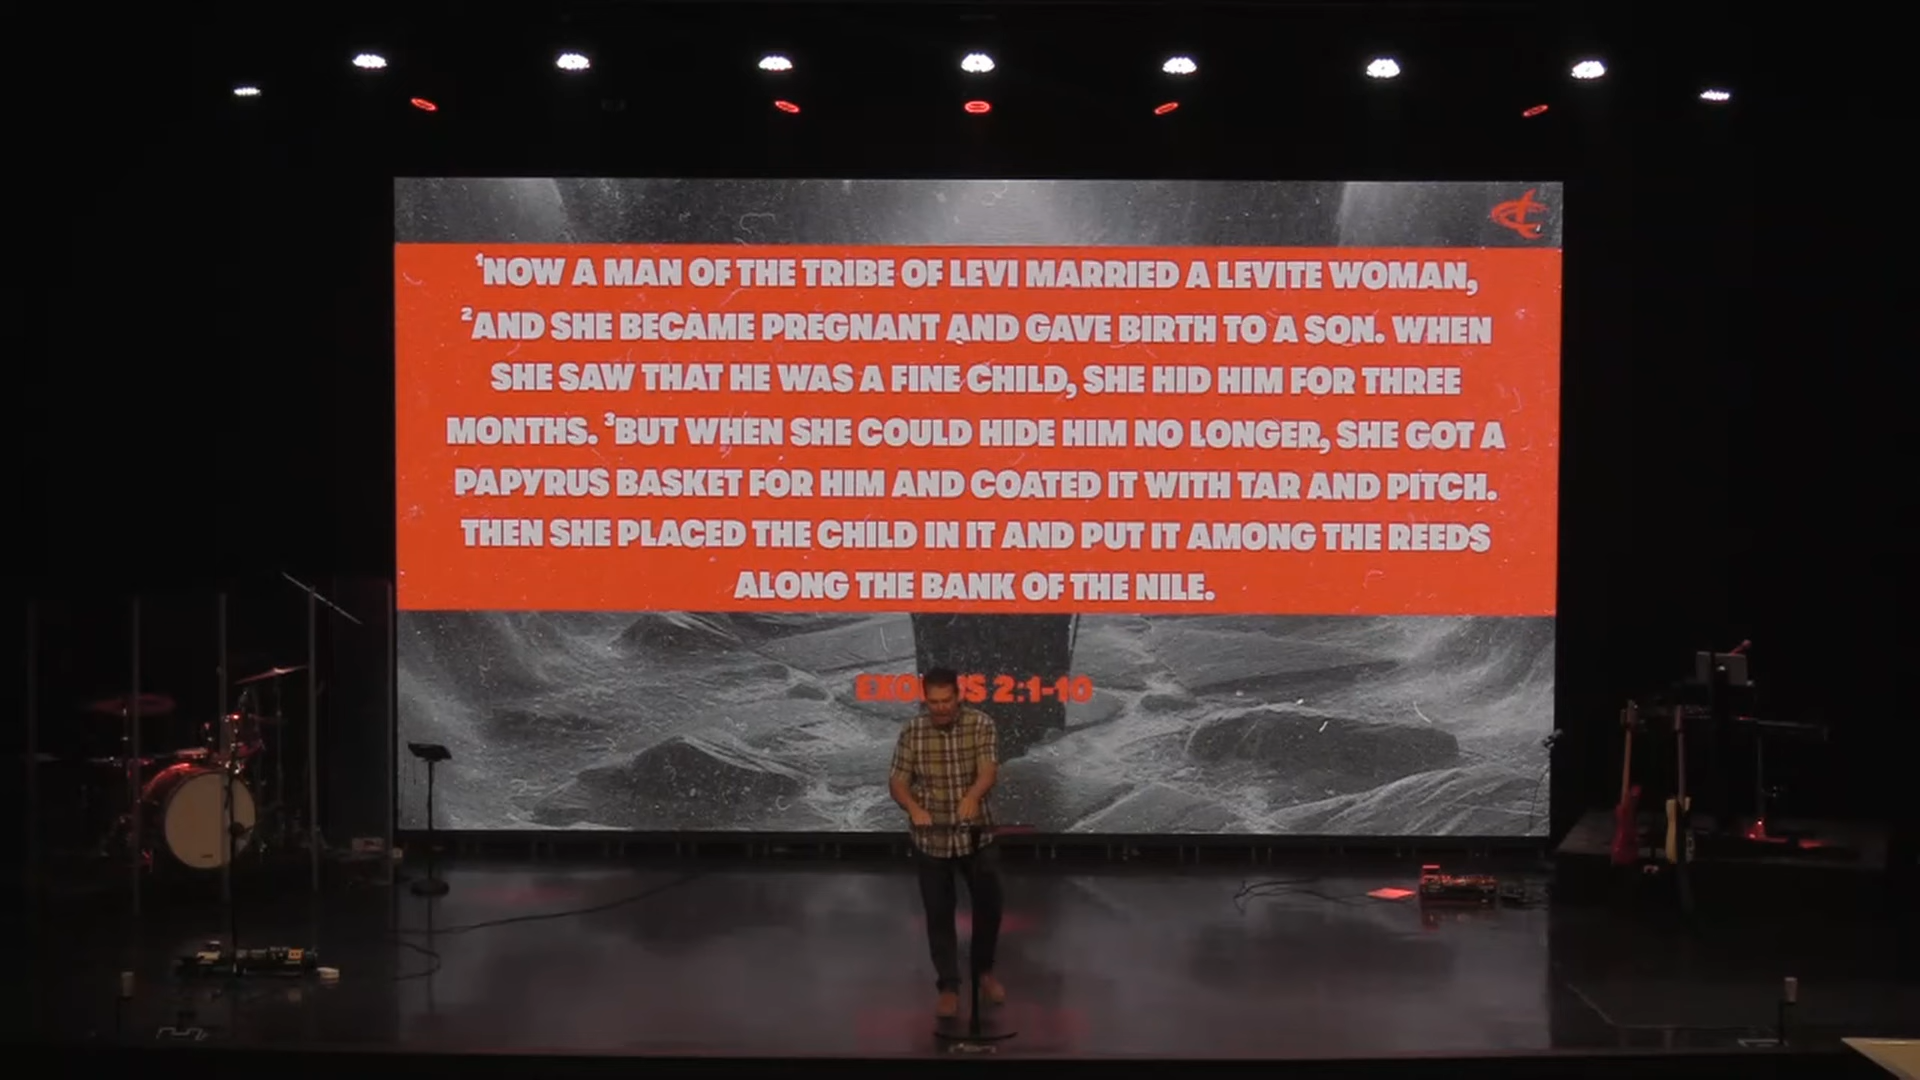 ¹NOW A MAN OF THE TRIBE OF LEVI MARRIED A LEVITE WOMAN,
²AND SHE BECAME PREGNANT AND GAVE BIRTH TO A SON. WHEN
SHE SAW THAT HE WAS A FINE CHILD, SHE HID HIM FOR THREE
MONTHS. ³BUT WHEN SHE COULD HIDE HIM NO LONGER, SHE GOT A
PAPYRUS BASKET FOR HIM AND COATED IT WITH TAR AND PITCH.
THEN SHE PLACED THE CHILD IN IT AND PUT IT AMONG THE REEDS
ALONG THE BANK OF THE NILE.
2:1-10